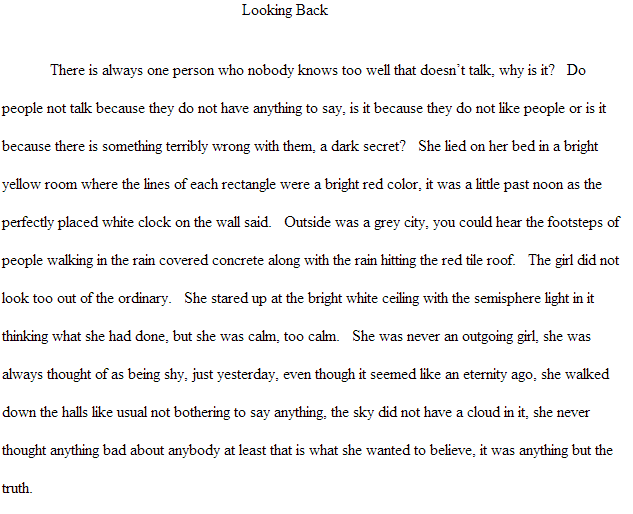 Looking Back
There is always one person who nobody knows too well that doesn't talk, why is it?   Do
people not talk because they do not have anything to say, is it because they do not like people or is it
because there is something terribly wrong with them, a dark secret?   She lied on her bed in a bright
yellow room where the lines of each rectangle were a bright red color, it was a little past noon as the
perfectly placed white clock on the wall said.   Outside was a grey city, you could hear the footsteps of
people walking in the rain covered concrete along with the rain hitting the red tile roof.   The girl did not
look too out of the ordinary.   She stared up at the bright white ceiling with the semisphere light in it
thinking what she had done, but she was calm, too calm.   She was never an outgoing girl, she was
always thought of as being shy, just yesterday, even though it seemed like an eternity ago, she walked
down the halls like usual not bothering to say anything, the sky did not have a cloud in it, she never
thought anything bad about anybody at least that is what she wanted to believe, it was anything but the
truth.